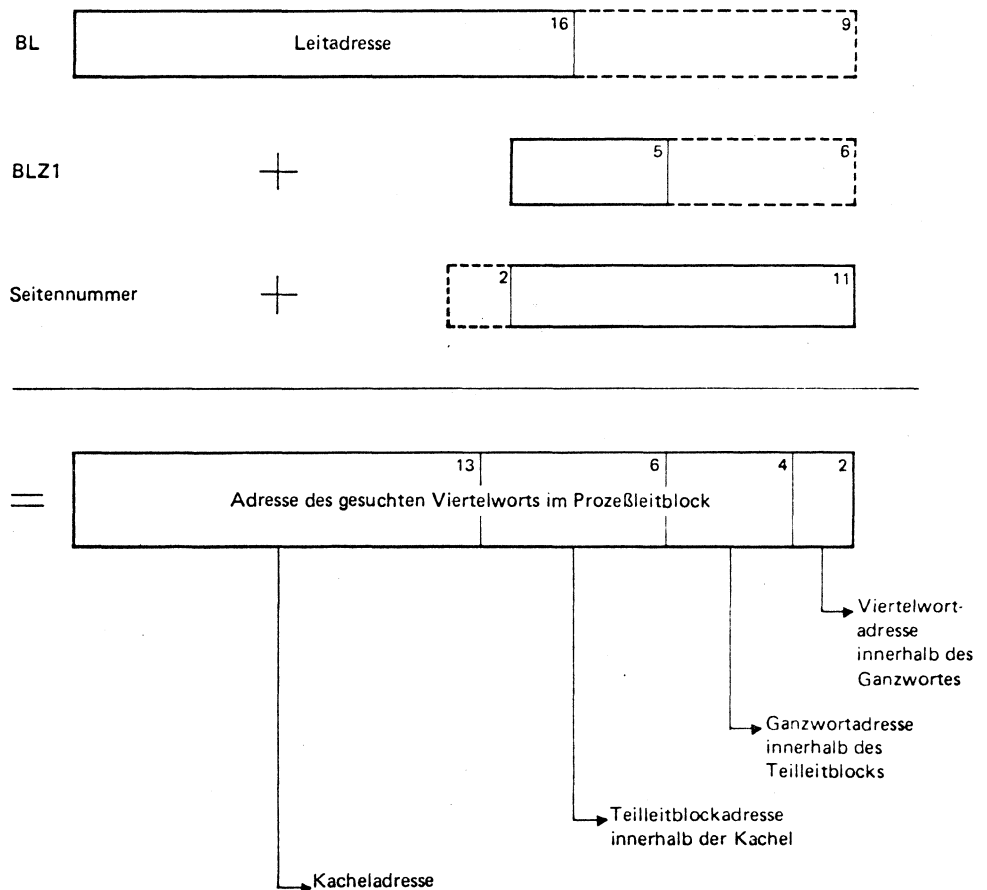 BL
Leitadresse
16
9
BLZ1
+
5
6
Seitennummer
+
2
11
=
13
6
4
2
Adresse des gesuchten Viertelworts im Prozeßleitblock
Viertelwort-
adresse
innerhalb des
Ganzwortes
Ganzwortadresse
innerhalb des
Teilleitblocks
Teilleitblockadresse
innerhalb der Kachel
Kacheladresse